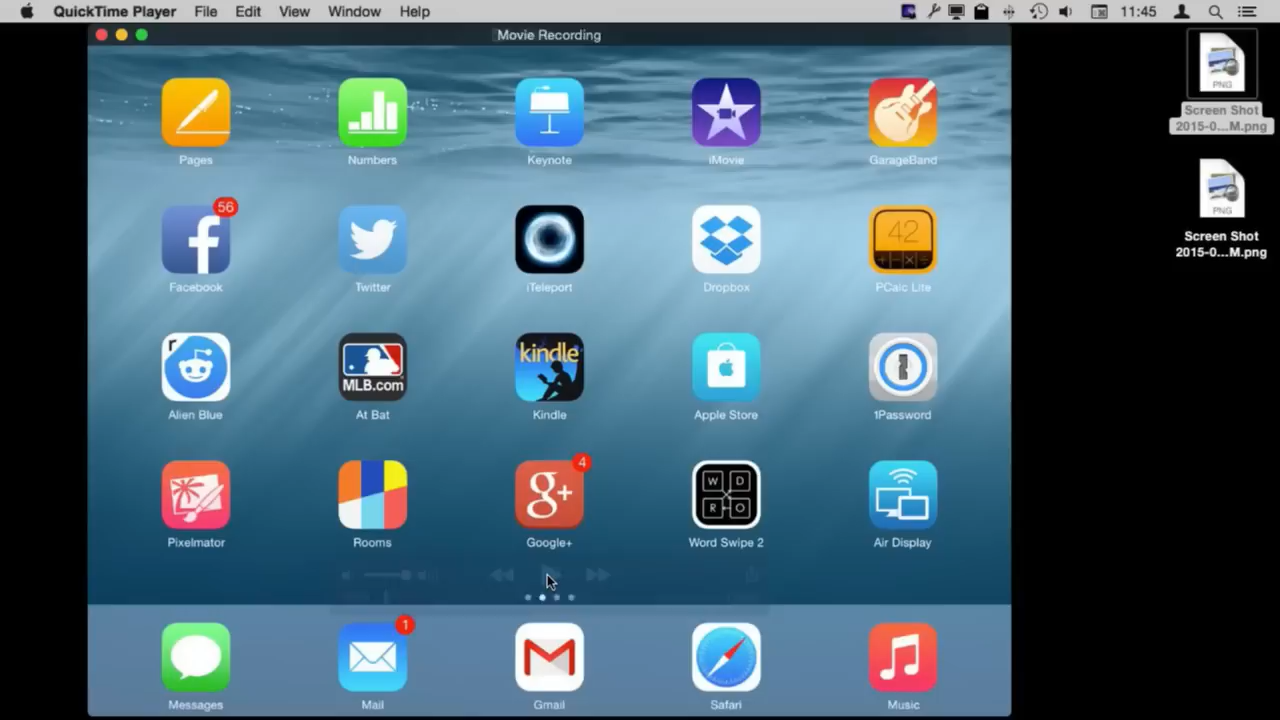 QuickTime Player File Edit View Window Help 11:45
Movie Recording
PNG
Screen Shot
2015-0...M.png
Pages Numbers Keynote iMovie GarageBand
PNG
Screen Shot
2015-0...M.png
56
42
Facebook Twitter iTeleport Dropbox PCalc Lite
r MLB.com kindle 1
Alien Blue At Bat Kindle Apple Store 1Password
4
g+ W D R O
Pixelmator Rooms Google+ Word Swipe 2 Air Display
1
Messages Mail Gmail Safari Music